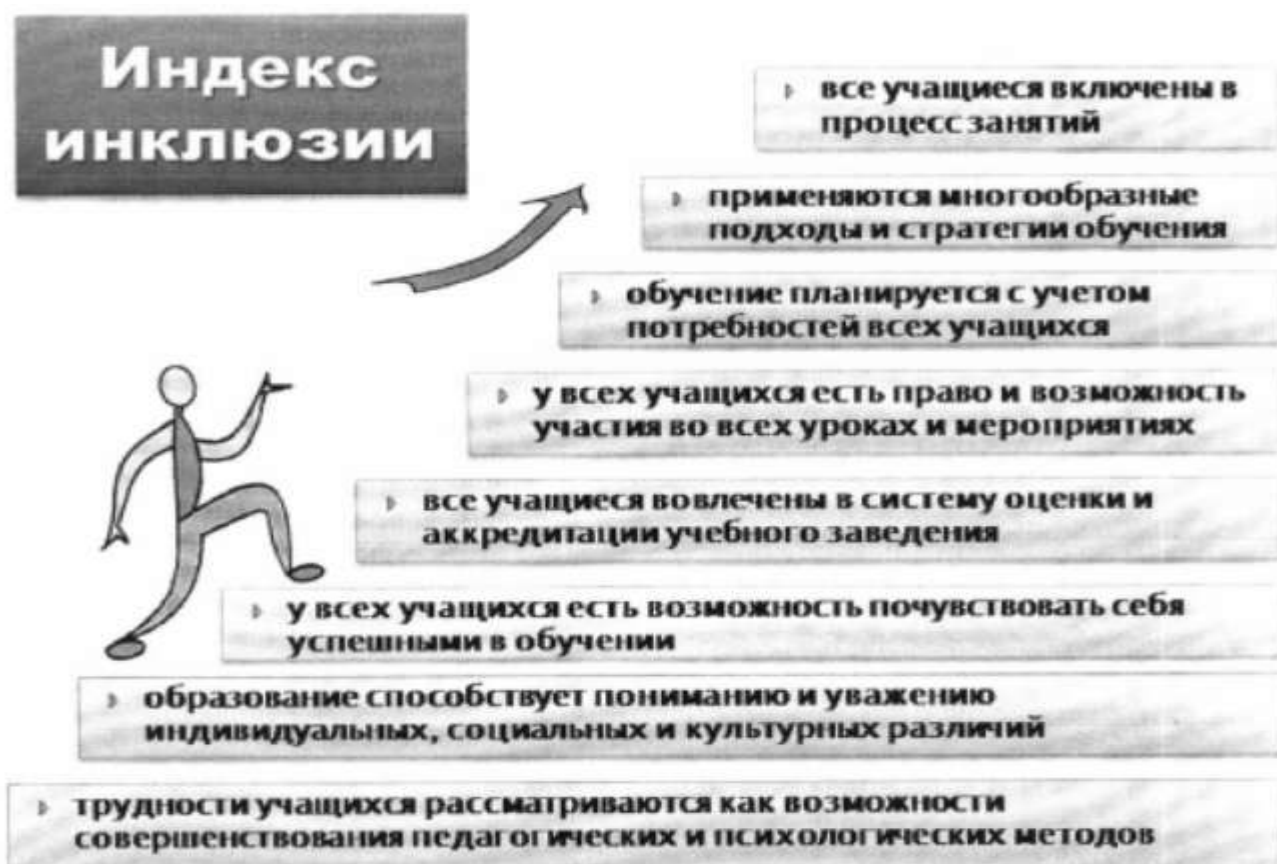 Индекс
инклюзии
все учащиеся включены в
процесс занятий
применяются многообразные
подходы и стратегии обучения
обучение планируется с учетом
потребностей всех учащихся
у всех учащихся есть право и возможность
участия во всех уроках и мероприятиях
все учащиеся вовлечены в систему оценки и
аккредитации учебного заведения
у всех учащихся есть возможность почувствовать себя
успешными в обучении
образование способствует пониманию и уважению
индивидуальных, социальных и культурных различий
трудности учащихся рассматриваются как возможности
совершенствования педагогических и психологических методов